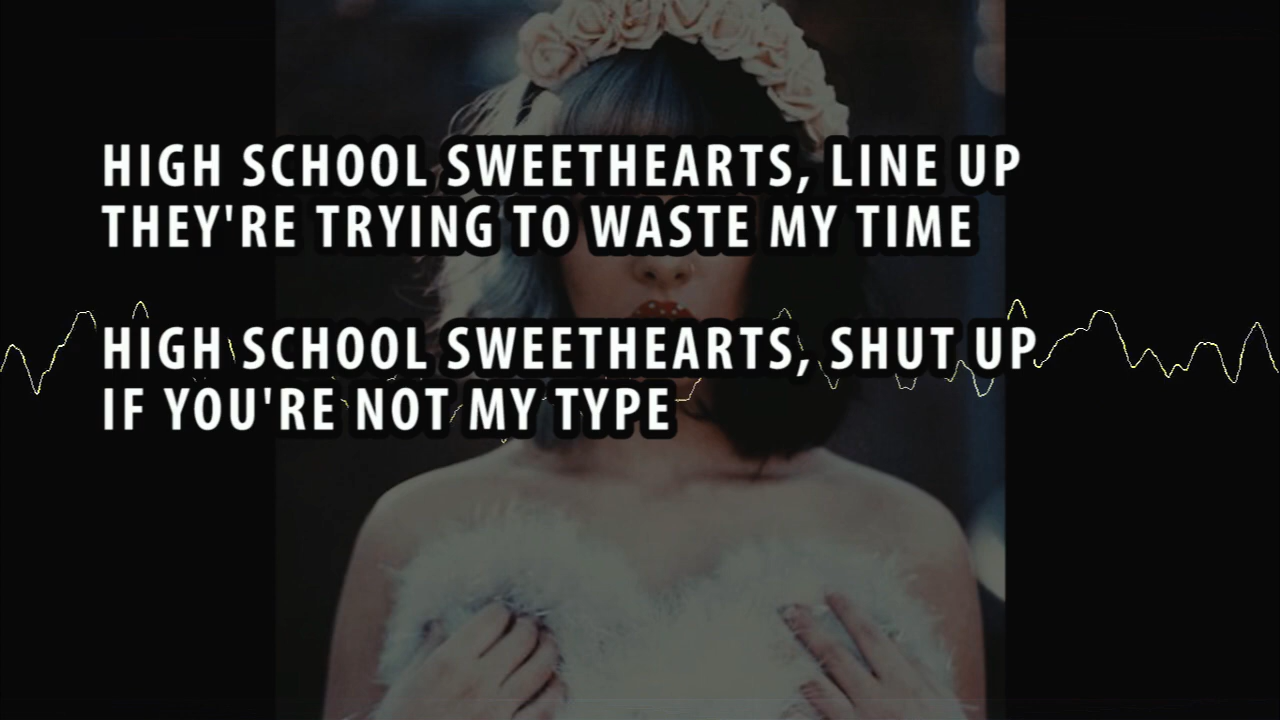 HIGH SCHOOL SWEETHEARTS, LINE UP
THEY'RE TRYING TO WASTE MY TIME
HIGH SCHOOL SWEETHEARTS, SHUT UP
IF YOU'RE NOT MY TYPE